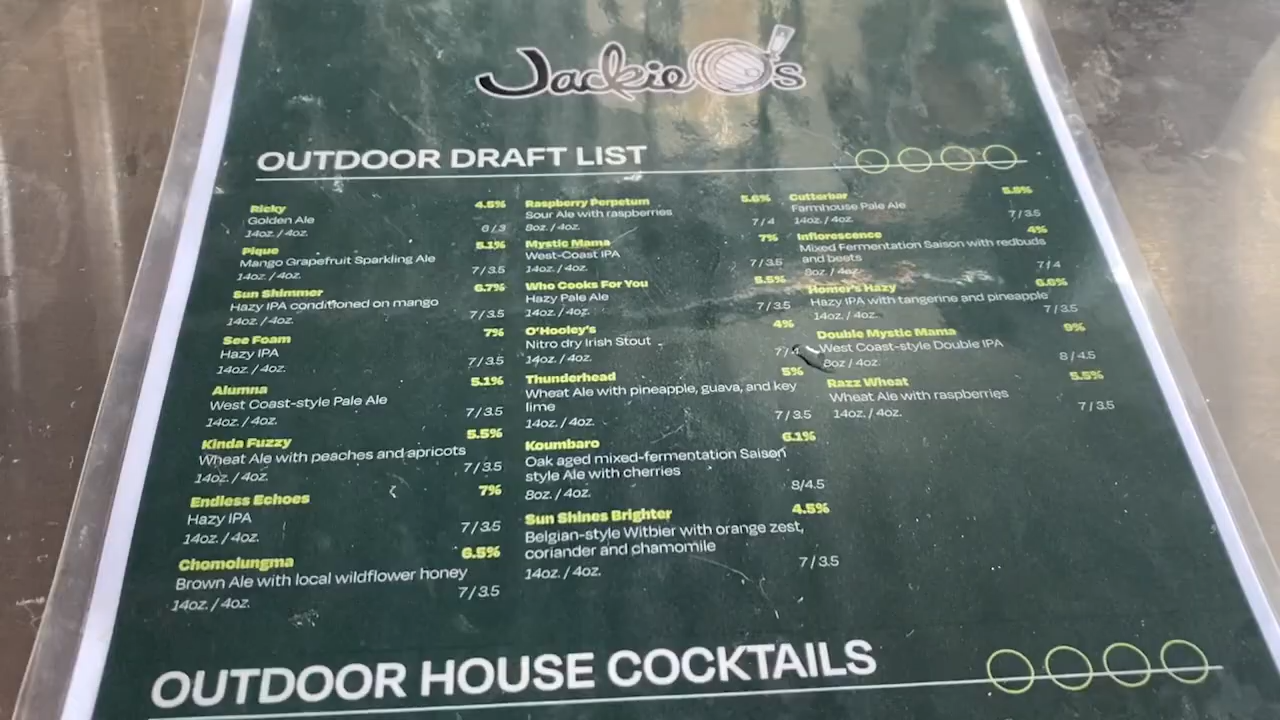 Jackie O's
OUTDOOR DRAFT LIST
Ricky 4.5%
Golden Ale
14oz. / 4oz. 6 / 3
Pique 5.1%
Mango Grapefruit Sparkling Ale
14oz. / 4oz. 7 / 3.5
Sun Shimmer 6.7%
Hazy IPA conditioned on mango
14oz. / 4oz. 7 / 3.5
See Foam 7%
Hazy IPA
14oz. / 4oz. 7 / 3.5
Alumna 5.1%
West Coast-style Pale Ale
14oz. / 4oz. 7 / 3.5
Kinda Fuzzy 5.5%
Wheat Ale with peaches and apricots
14oz. / 4oz. 7 / 3.5
Endless Echoes 7%
Hazy IPA
14oz. / 4oz. 7 / 3.5
Chomolungma 6.5%
Brown Ale with local wildflower honey
14oz. / 4oz. 7 / 3.5
Raspberry Perpetum 5.6%
Sour Ale with raspberries
8oz. / 4oz. 7 / 4
Mystic Mama 7%
West-Coast IPA
14oz. / 4oz. 7 / 3.5
Who Cooks For You 5.5%
Hazy Pale Ale
14oz. / 4oz. 7 / 3.5
O'Hooley's 4%
Nitro dry Irish Stout
14oz. / 4oz. 7 / 4
Thunderhead 5%
Wheat Ale with pineapple, guava, and key
lime
14oz. / 4oz. 7 / 3.5
Koumbaro 6.1%
Oak aged mixed-fermentation Saison
style Ale with cherries
8oz. / 4oz. 8/4.5
Sun Shines Brighter 4.5%
Belgian-style Witbier with orange zest,
coriander and chamomile
14oz. / 4oz. 7 / 3.5
Cutterbar 5.8%
Farmhouse Pale Ale
14oz. / 4oz. 7 / 3.5
Inflorescence 4%
Mixed Fermentation Saison with redbuds
and beets
8oz. / 4oz. 7 / 4
Homer's Hazy 6.6%
Hazy IPA with tangerine and pineapple
14oz. / 4oz. 7 / 3.5
Double Mystic Mama 9%
West Coast-style Double IPA
8oz / 4oz. 8 / 4.5
Razz Wheat 5.5%
Wheat Ale with raspberries
14oz. / 4oz. 7 / 3.5
OUTDOOR HOUSE COCKTAILS